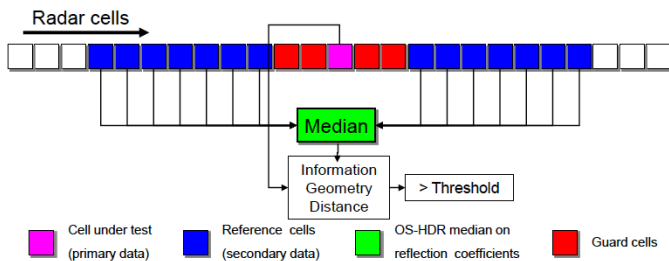 Radar cells
Median
Information
Geometry
Distance
> Threshold
Cell under test
(primary data)
Reference cells
(secondary data)
OS-HDR median on
reflection coefficients
Guard cells